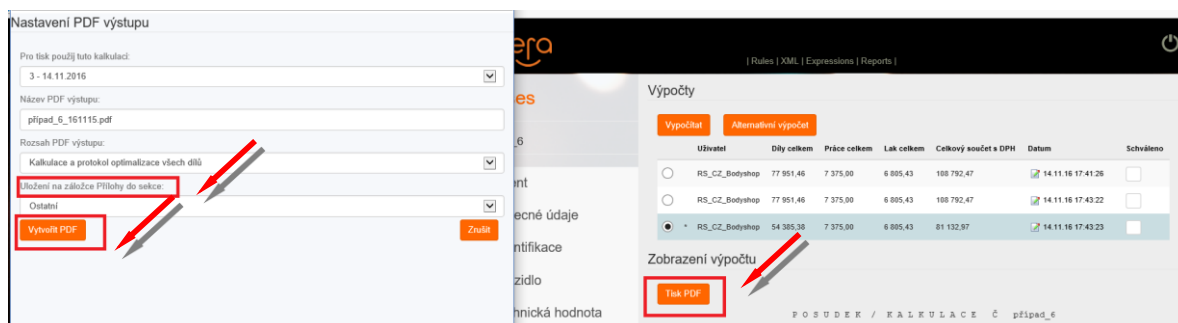 Nastavení PDF výstupu
Pro tisk použij tuto kalkulaci:
3 - 14.11.2016
Název PDF výstupu:
případ_6_161115.pdf
Rozsah PDF výstupu:
Kalkulace a protokol optimalizace všech dílů
Uložení na záložce Přílohy do sekce:
Ostatní
Vytvořit PDF
Zrušit
era
| Rules | XML | Expressions | Reports |
es
_6
nt
ecné údaje
ntifikace
zidlo
hnická hodnota
Výpočty
Vypočítat
Alternativní výpočet
Uživatel Díly celkem Práce celkem Lak celkem Celkový součet s DPH Datum Schváleno
RS_CZ_Bodyshop 77 951,46 7 375,00 6 805,43 108 792,47 14.11.16 17:41:26
RS_CZ_Bodyshop 77 951,46 7 375,00 6 805,43 108 792,47 14.11.16 17:43:22
* RS_CZ_Bodyshop 54 385,38 7 375,00 6 805,43 81 132,97 14.11.16 17:43:23
Zobrazení výpočtu
Tisk PDF
POSUDEK / KALKULACE Č případ_6